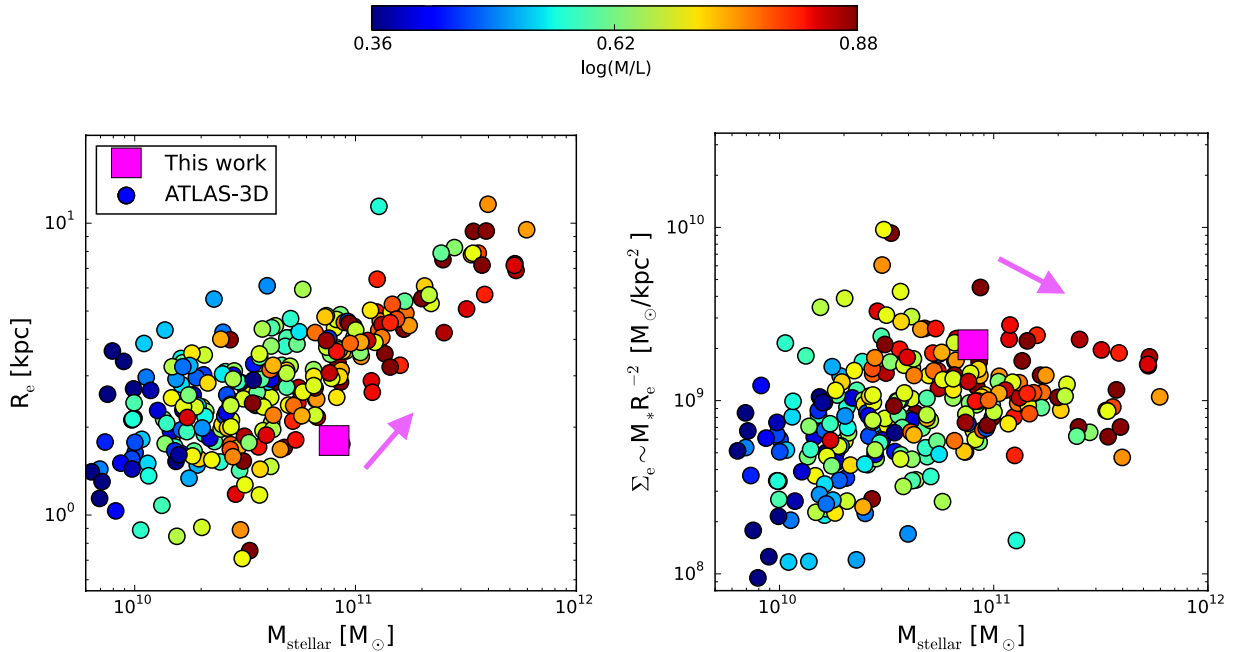 0.36 0.62 0.88
log(M/L)
This work
ATLAS-3D
R_e [kpc]
10^1
10^0
10^10 10^11 10^12
M_stellar [M_⊙]
Σ_e ~ M_* R_e^−2 [M_⊙/kpc^2]
10^10
10^9
10^8
10^10 10^11 10^12
M_stellar [M_⊙]